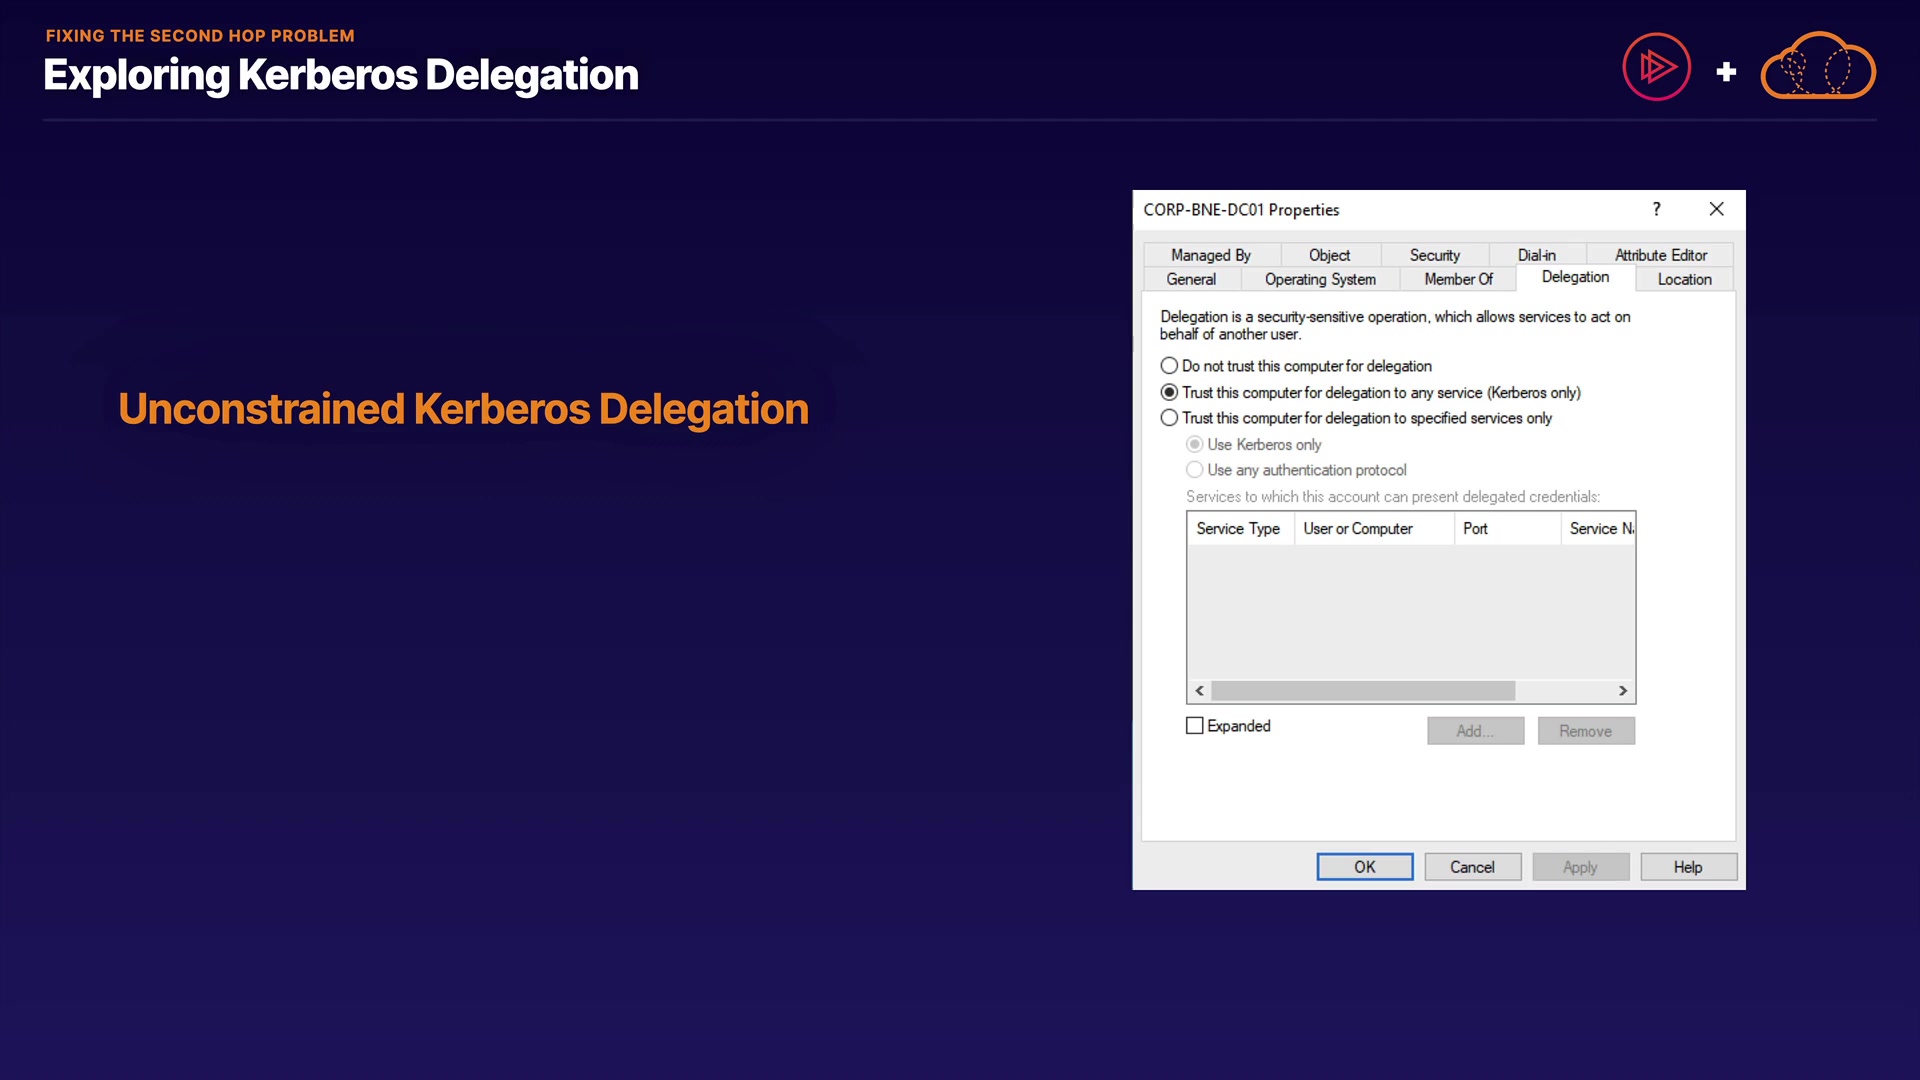 FIXING THE SECOND HOP PROBLEM
Exploring Kerberos Delegation
Unconstrained Kerberos Delegation
CORP-BNE-DC01 Properties
Managed By Object Security Dial-in Attribute Editor
General Operating System Member Of Delegation Location
Delegation is a security-sensitive operation, which allows services to act on
behalf of another user.
Do not trust this computer for delegation
Trust this computer for delegation to any service (Kerberos only)
Trust this computer for delegation to specified services only
Use Kerberos only
Use any authentication protocol
Services to which this account can present delegated credentials:
Service Type User or Computer Port Service
Expanded
Add... Remove
OK Cancel Apply Help